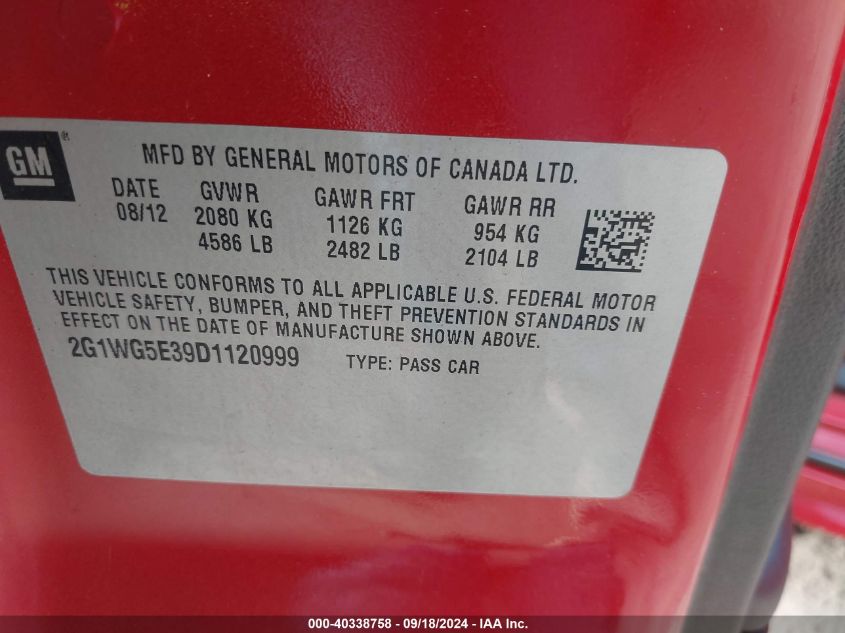 GM ®
MFD BY GENERAL MOTORS OF CANADA LTD.
DATE GVWR GAWR FRT GAWR RR
08/12 2080 KG 1126 KG 954 KG
4586 LB 2482 LB 2104 LB
THIS VEHICLE CONFORMS TO ALL APPLICABLE U.S. FEDERAL MOTOR
VEHICLE SAFETY, BUMPER, AND THEFT PREVENTION STANDARDS IN
EFFECT ON THE DATE OF MANUFACTURE SHOWN ABOVE.
2G1WG5E39D1120999 TYPE: PASS CAR
000-40338758 - 09/18/2024 - IAA Inc.